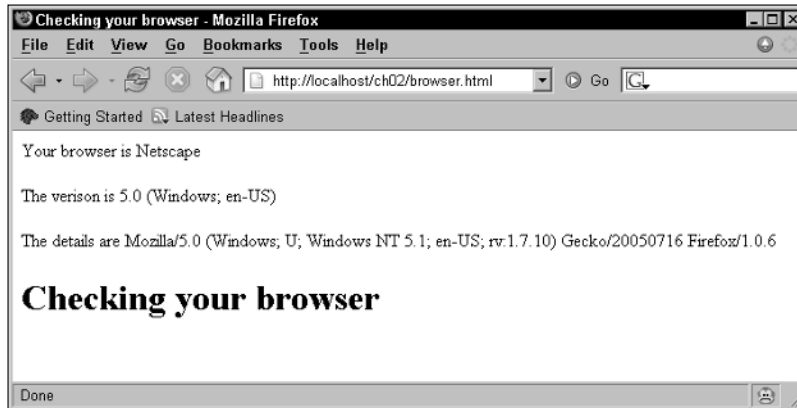 Checking your browser - Mozilla Firefox
File Edit View Go Bookmarks Tools Help
http://localhost/ch02/browser.html Go G
Getting Started Latest Headlines
Your browser is Netscape
The verison is 5.0 (Windows; en-US)
The details are Mozilla/5.0 (Windows; U; Windows NT 5.1; en-US; rv:1.7.10) Gecko/20050716 Firefox/1.0.6
Checking your browser
Done